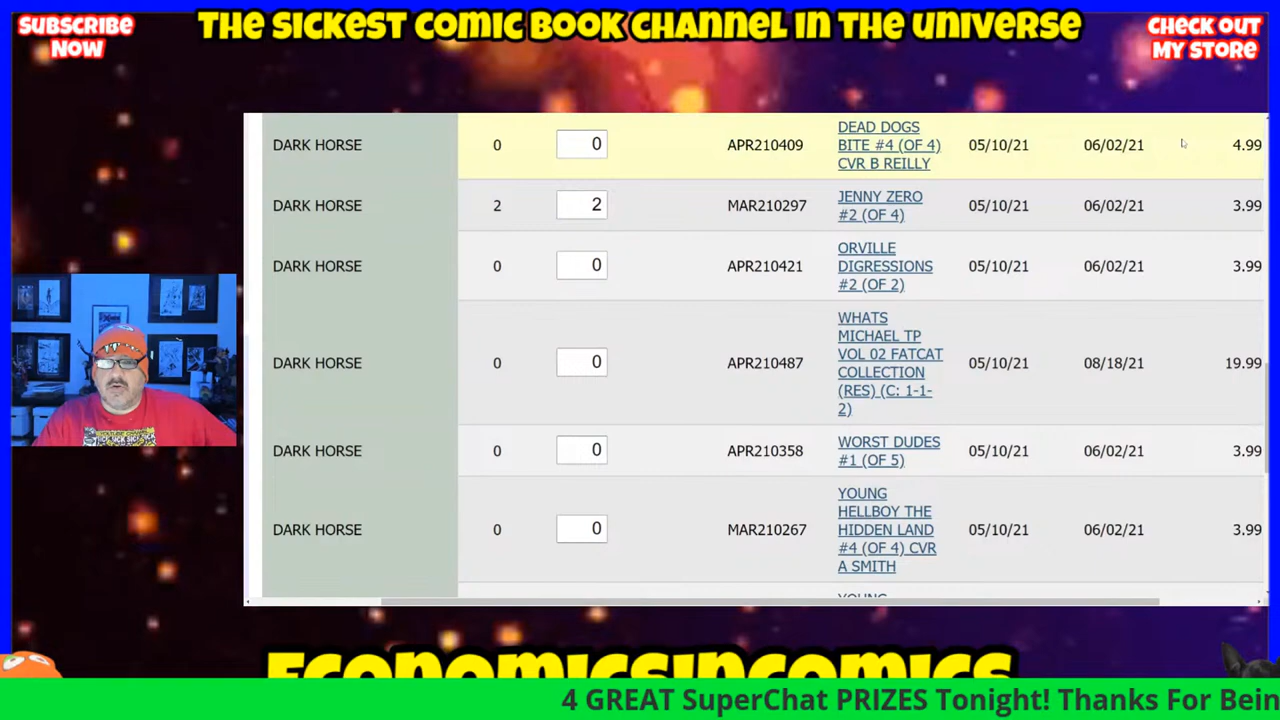 SUBSCRIBE
NOW
THE SICKEST COMIC BOOK CHANNEL IN THE UNIVERSE
CHECK OUT
MY STORE
DARK HORSE 0 0 APR210409 DEAD DOGS 05/10/21 06/02/21 4.99
BITE #4 (OF 4)
CVR B REILLY
DARK HORSE 2 2 MAR210297 JENNY ZERO 05/10/21 06/02/21 3.99
#2 (OF 4)
DARK HORSE 0 0 APR210421 ORVILLE 05/10/21 06/02/21 3.99
DIGRESSIONS
#2 (OF 2)
DARK HORSE 0 0 APR210487 WHATS 05/10/21 08/18/21 19.99
MICHAEL TP
VOL 02 FATCAT
COLLECTION
(RES) (C: 1-1-
2)
DARK HORSE 0 0 APR210358 WORST DUDES 05/10/21 06/02/21 3.99
#1 (OF 5)
DARK HORSE 0 0 MAR210267 YOUNG 05/10/21 06/02/21 3.99
HELLBOY THE
HIDDEN LAND
#4 (OF 4) CVR
A SMITH
YOUNG
ECONOMICSINCOMICS
4 GREAT SuperChat PRIZES Tonight! Thanks For Bein